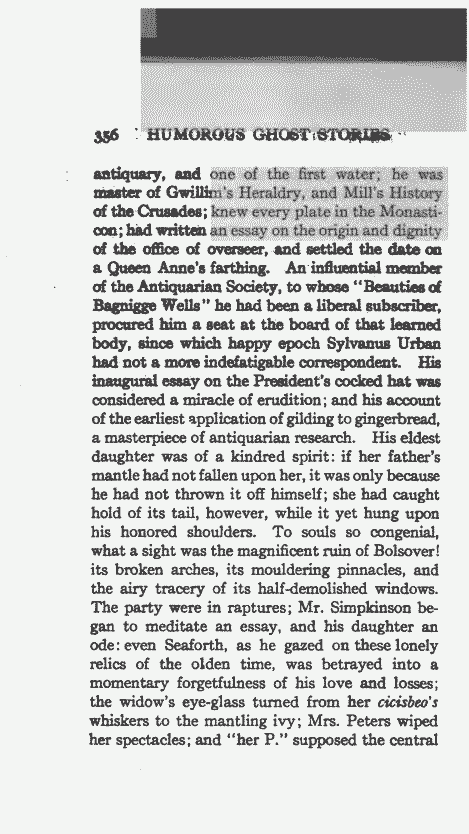 356 HUMOROUS GHOST STORIES
antiquary, and one of the first water; he was
master of Gwillim's Heraldry, and Mill's History
of the Crusades; knew every plate in the Monasti-
con; had written an essay on the origin and dignity
of the office of overseer, and settled the date on
a Queen Anne's farthing. An influential member
of the Antiquarian Society, to whose "Beauties of
Bagnigge Wells" he had been a liberal subscriber,
procured him a seat at the board of that learned
body, since which happy epoch Sylvanus Urban
had not a more indefatigable correspondent. His
inaugural essay on the President's cocked hat was
considered a miracle of erudition; and his account
of the earliest application of gilding to gingerbread,
a masterpiece of antiquarian research. His eldest
daughter was of a kindred spirit: if her father's
mantle had not fallen upon her, it was only because
he had not thrown it off himself; she had caught
hold of its tail, however, while it yet hung upon
his honored shoulders. To souls so congenial,
what a sight was the magnificent ruin of Bolsover!
its broken arches, its mouldering pinnacles, and
the airy tracery of its half-demolished windows.
The party were in raptures; Mr. Simpkinson be-
gan to meditate an essay, and his daughter an
ode: even Seaforth, as he gazed on these lonely
relics of the olden time, was betrayed into a
momentary forgetfulness of his love and losses;
the widow's eye-glass turned from her cicisbeo's
whiskers to the mantling ivy; Mrs. Peters wiped
her spectacles; and "her P." supposed the central